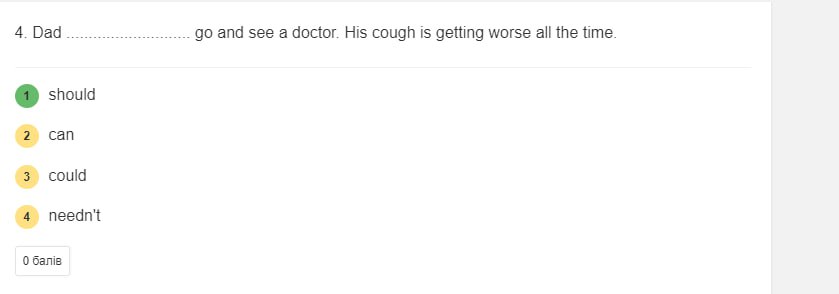 4. Dad ............................ go and see a doctor. His cough is getting worse all the time.
1 should
2 can
3 could
4 needn't
0 балів